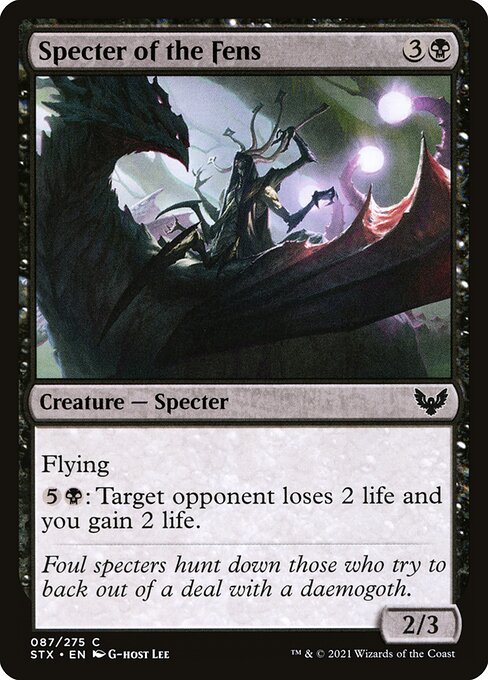 Specter of the Fens 3
Creature — Specter
Flying
5: Target opponent loses 2 life and
you gain 2 life.
Foul specters hunt down those who try to
back out of a deal with a daemogoth.
2/3
087/275 C
STX • EN G-host Lee
™ & © 2021 Wizards of the Coast